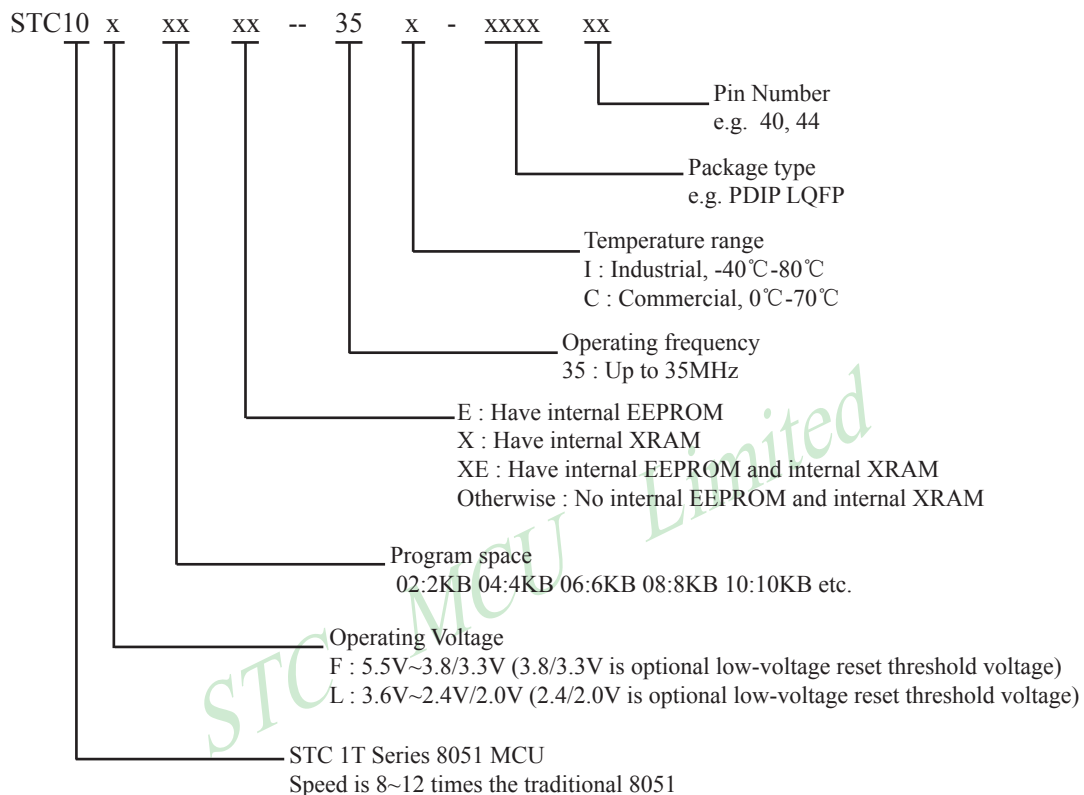 STC10 x xx xx -- 35 x - xxxx xx
Pin Number
e.g. 40, 44
Package type
e.g. PDIP LQFP
Temperature range
I : Industrial, -40℃-80℃
C : Commercial, 0℃-70℃
Operating frequency
35 : Up to 35MHz
E : Have internal EEPROM
X : Have internal XRAM
XE : Have internal EEPROM and internal XRAM
Otherwise : No internal EEPROM and internal XRAM
Program space
02:2KB 04:4KB 06:6KB 08:8KB 10:10KB etc.
Operating Voltage
F : 5.5V~3.8/3.3V (3.8/3.3V is optional low-voltage reset threshold voltage)
L : 3.6V~2.4V/2.0V (2.4/2.0V is optional low-voltage reset threshold voltage)
STC 1T Series 8051 MCU
Speed is 8~12 times the traditional 8051
STC MCU Limited